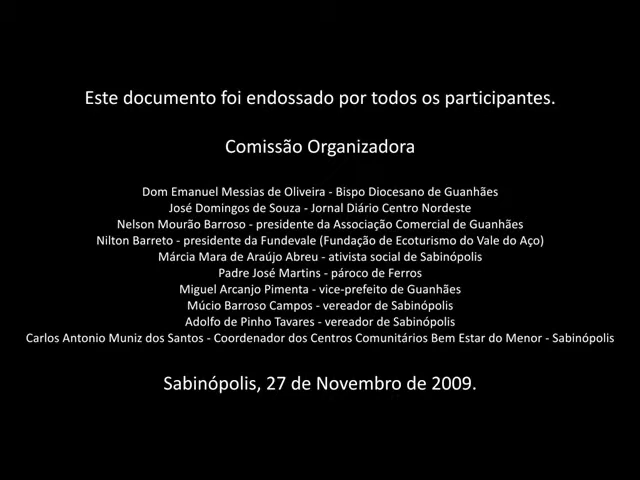 Este documento foi endossado por todos os participantes.
Comissão Organizadora
Dom Emanuel Messias de Oliveira - Bispo Diocesano de Guanhães
José Domingos de Souza - Jornal Diário Centro Nordeste
Nelson Mourão Barroso - presidente da Associação Comercial de Guanhães
Nilton Barreto - presidente da Fundevale (Fundação de Ecoturismo do Vale do Aço)
Márcia Mara de Araújo Abreu - ativista social de Sabinópolis
Padre José Martins - pároco de Ferros
Miguel Arcanjo Pimenta - vice-prefeito de Guanhães
Múcio Barroso Campos - vereador de Sabinópolis
Adolfo de Pinho Tavares - vereador de Sabinópolis
Carlos Antonio Muniz dos Santos - Coordenador dos Centros Comunitários Bem Estar do Menor - Sabinópolis
Sabinópolis, 27 de Novembro de 2009.